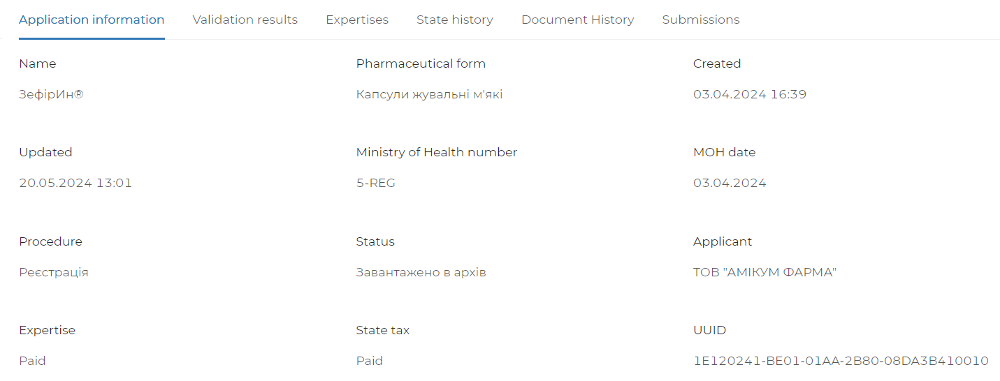 Application information Validation results Expertises State history Document History Submissions
Name Pharmaceutical form Created
ЗефірИн® Капсули жувальні м'які 03.04.2024 16:39
Updated Ministry of Health number MOH date
20.05.2024 13:01 5-REG 03.04.2024
Procedure Status Applicant
Реєстрація Завантажено в архів ТОВ "АМІКУМ ФАРМА"
Expertise State tax UUID
Paid Paid 1E120241-BE01-01AA-2B80-08DA3B410010